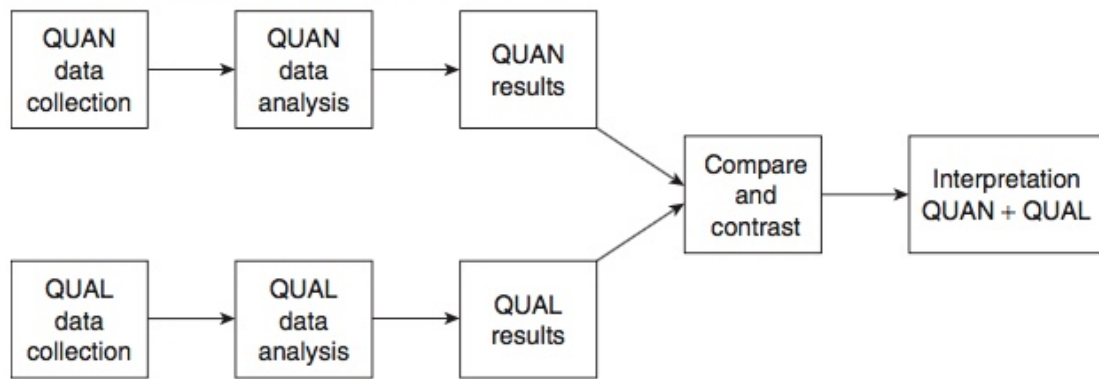 QUAN
data
collection
QUAN
data
analysis
QUAN
results
Compare
and
contrast
Interpretation
QUAN + QUAL
QUAL
data
collection
QUAL
data
analysis
QUAL
results